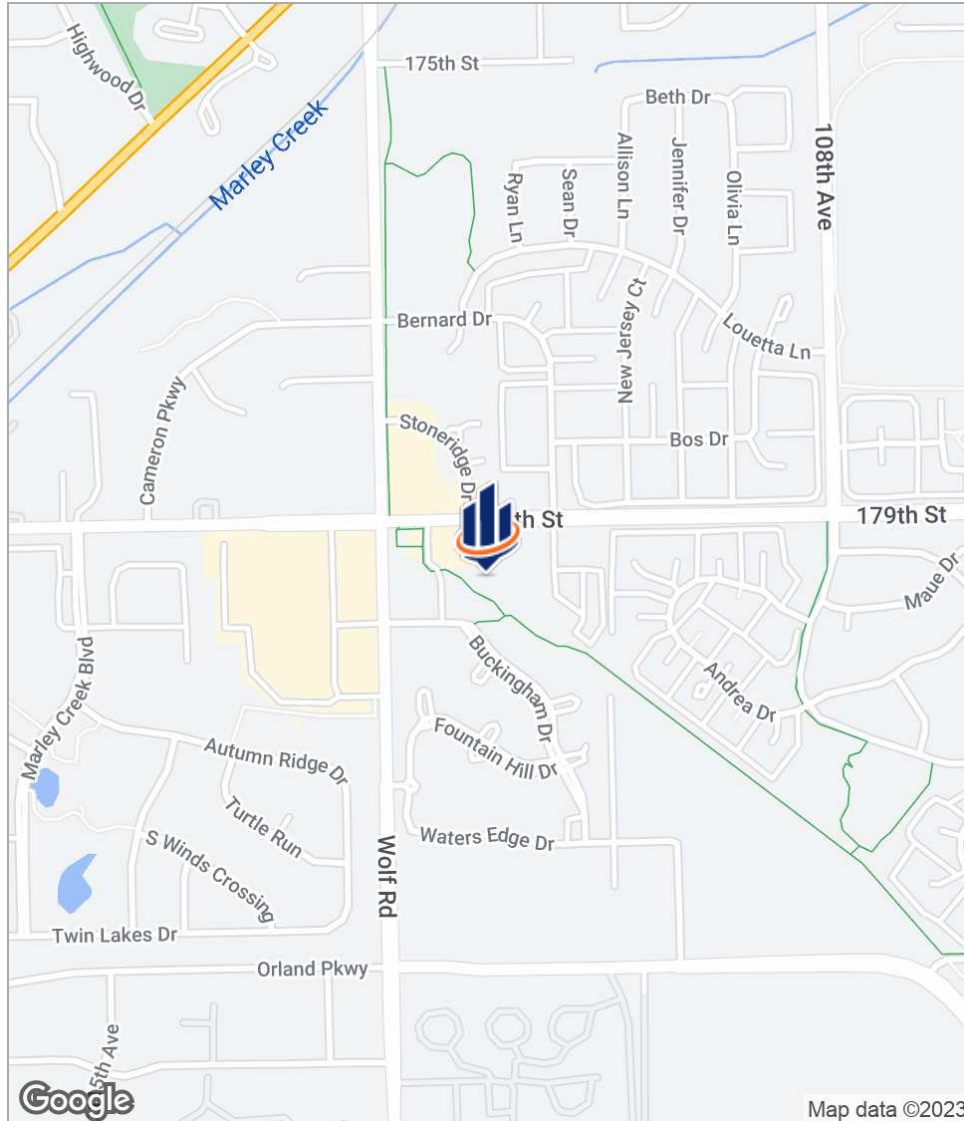 Highwood Dr
175th St
Marley Creek
Beth Dr
108th Ave
Allison Ln
Jennifer Dr
Olivia Ln
Ryan Ln
Sean Dr
New Jersey Ct
Louetta Ln
Bernard Dr
Cameron Pkwy
Stoneridge Dr
Bos Dr
th St
179th St
Maue Dr
Marley Creek Blvd
Buckingham Dr
Andrea Dr
Autumn Ridge Dr
Fountain Hill Dr
Turtle Run
Waters Edge Dr
S Winds Crossing
Wolf Rd
Twin Lakes Dr
Orland Pkwy
5th Ave
Google
Map data ©2023